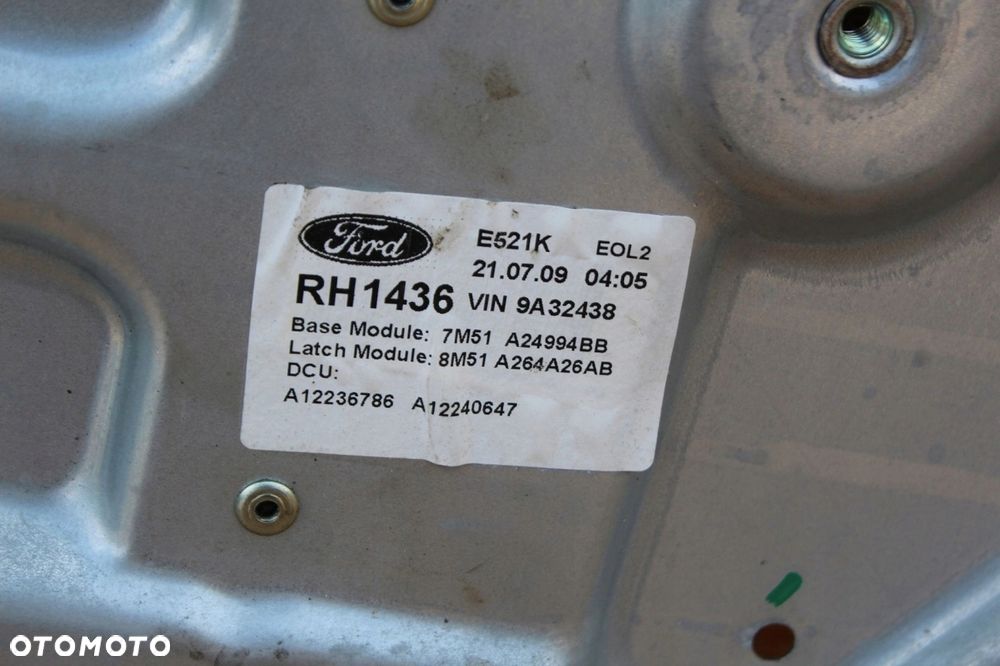 Ford
E521K EOL2
21.07.09 04:05
RH1436 VIN 9A32438
Base Module: 7M51 A24994BB
Latch Module: 8M51 A264A26AB
DCU:
A12236786 A12240647
OTOMOTO